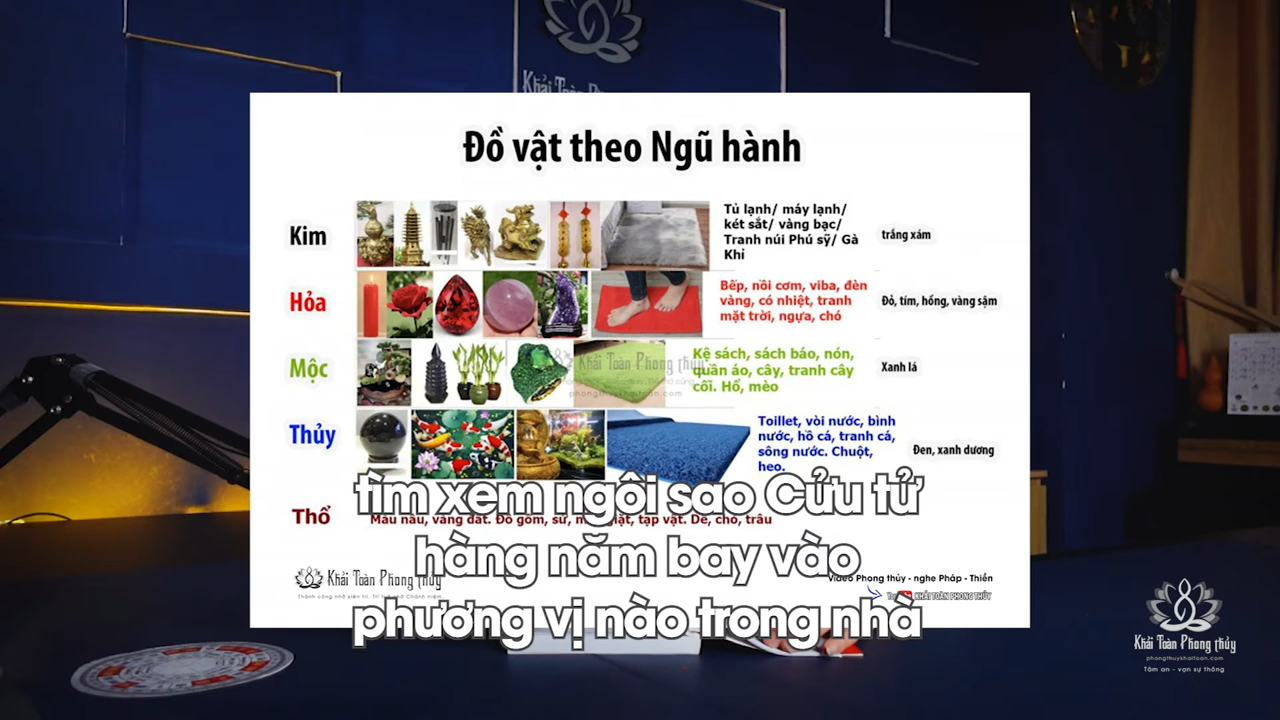 Khải Toàn Phong
Đồ vật theo Ngũ hành
Kim
Tủ lạnh/ máy lạnh/
két sắt/ vàng bạc/
Tranh núi Phú sỹ/ Gà
Khỉ
trắng xám
Hỏa
Bếp, nồi cơm, viba, đèn
vàng, có nhiệt, tranh
mặt trời, ngựa, chó
Đỏ, tím, hồng, vàng sậm
Mộc
Khải Toàn Phong thủy
phongthuykhaitoan.com
Kệ sách, sách báo, nón,
quần áo, cây, tranh cây
cối. Hổ, mèo
Xanh lá
Thủy
Toillet, vòi nước, bình
nước, hồ cá, tranh cá,
sông nước. Chuột,
heo.
Đen, xanh dương
Thổ
Màu nâu, vàng đất. Đồ gốm, sứ, giặt, tạp vật. Dê, chó, trâu
tìm xem ngôi sao Cửu tử
hàng năm bay vào
phương vị nào trong nhà
Khải Toàn Phong thủy
Video Phong thủy - nghe Pháp - Thiền
KHẢI TOÀN PHONG THỦY
Khải Toàn Phong thủy
phongthuykhaitoan.com
Tâm an - vạn sự thông